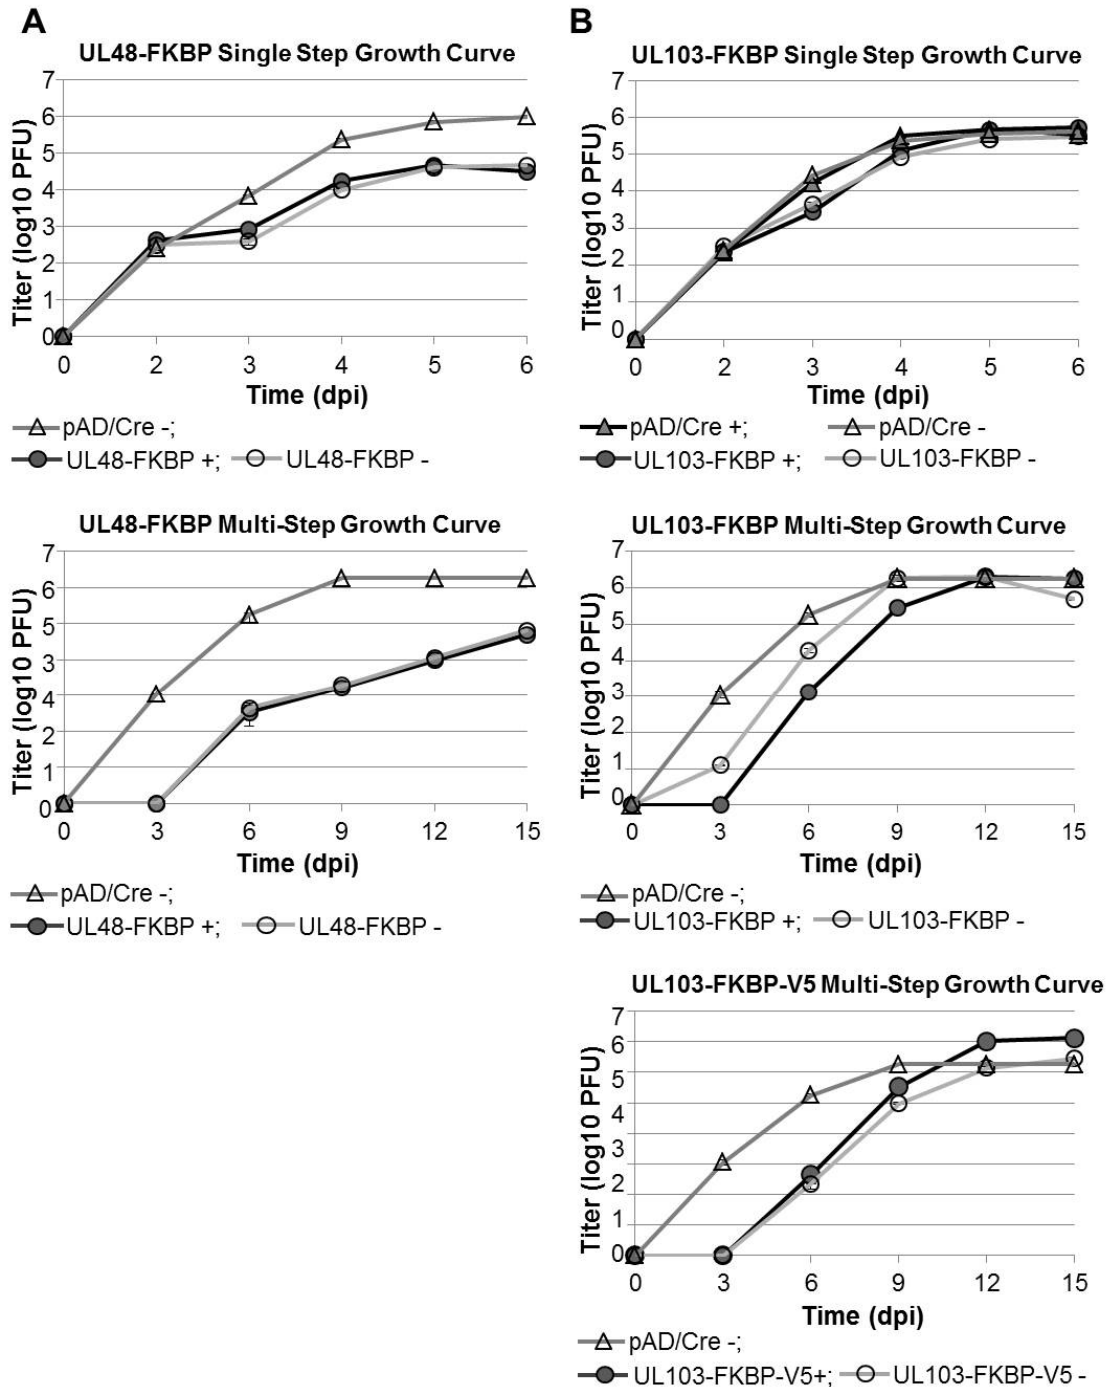 A
UL48-FKBP Single Step Growth Curve
Titer (log10 PFU)
7
6
5
4
3
2
1
0
0 2 3 4 5 6
Time (dpi)
pAD/Cre -;
UL48-FKBP +; UL48-FKBP -
UL48-FKBP Multi-Step Growth Curve
Titer (log10 PFU)
7
6
5
3
4
2
1
0
0 3 6 9 12 15
Time (dpi)
pAD/Cre -;
UL48-FKBP +; UL48-FKBP -
B
UL103-FKBP Single Step Growth Curve
Titer (log10 PFU)
7
6
5
4
3
2
1
0
0 2 3 4 5 6
Time (dpi)
pAD/Cre +; pAD/Cre -
UL103-FKBP +; UL103-FKBP -
UL103-FKBP Multi-Step Growth Curve
Titer (log10 PFU)
7
6
5
4
3
2
1
0
0 3 6 9 12 15
Time (dpi)
pAD/Cre -;
UL103-FKBP +; UL103-FKBP -
UL103-FKBP-V5 Multi-Step Growth Curve
Titer (log10 PFU)
7
6
5
4
3
2
1
0
0 3 6 9 12 15
Time (dpi)
pAD/Cre -;
UL103-FKBP-V5+; UL103-FKBP-V5 -